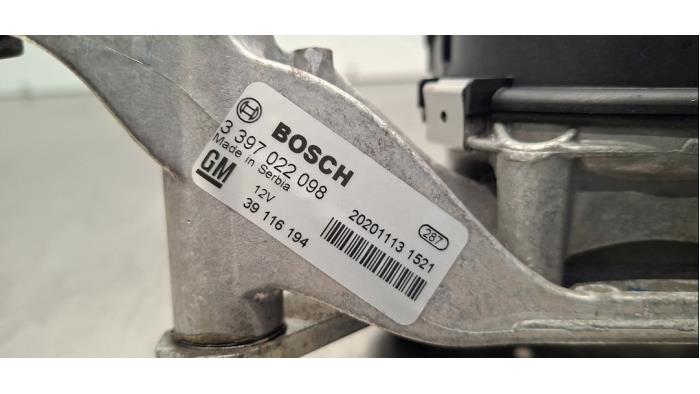 BOSCH
3 397 022 098
Made in Serbia
GM
12V
39 116 194
287
20201113 1521